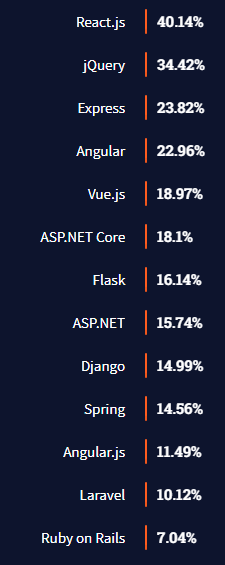 React.js 40.14%
jQuery 34.42%
Express 23.82%
Angular 22.96%
Vue.js 18.97%
ASP.NET Core 18.1%
Flask 16.14%
ASP.NET 15.74%
Django 14.99%
Spring 14.56%
Angular.js 11.49%
Laravel 10.12%
Ruby on Rails 7.04%